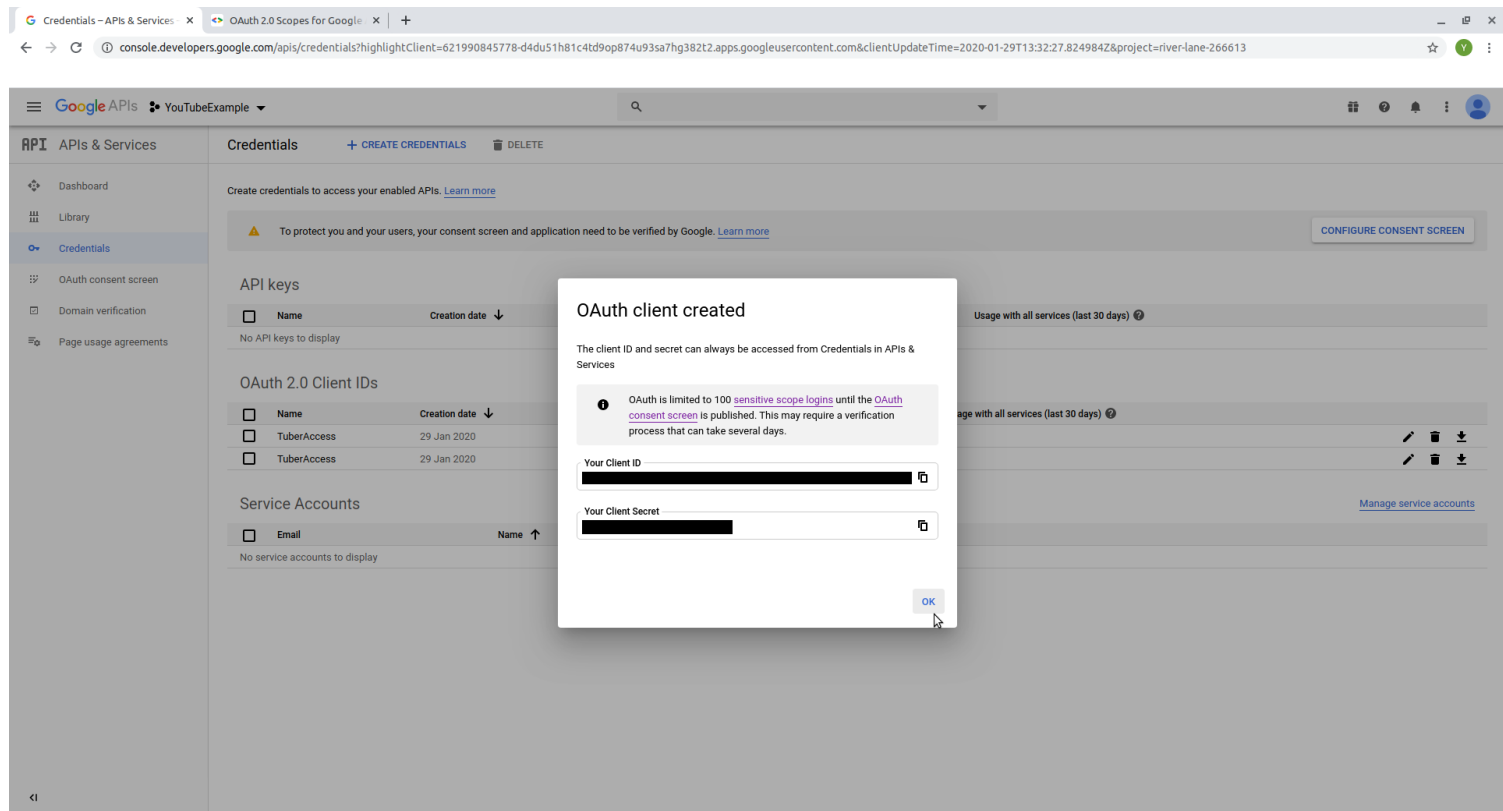 Credentials – APIs & Services
OAuth 2.0 Scopes for Google
console.developers.google.com/apis/credentials?highlightClient=621990845778-d4du51h81c4td9op874u93sa7hg382t2.apps.googleusercontent.com&clientUpdateTime=2020-01-29T13:32:27.824984Z&project=river-lane-266613
Y
Google APIs YouTubeExample
API APIs & Services
Credentials + CREATE CREDENTIALS DELETE
Dashboard
Library
Credentials
OAuth consent screen
Domain verification
Page usage agreements
Create credentials to access your enabled APIs. Learn more
To protect you and your users, your consent screen and application need to be verified by Google. Learn more
CONFIGURE CONSENT SCREEN
API keys
Name Creation date Usage with all services (last 30 days)
No API keys to display
OAuth 2.0 Client IDs
Name Creation date age with all services (last 30 days)
TuberAccess 29 Jan 2020
TuberAccess 29 Jan 2020
Service Accounts
Manage service accounts
Email Name
No service accounts to display
OAuth client created
The client ID and secret can always be accessed from Credentials in APIs &
Services
OAuth is limited to 100 sensitive scope logins until the OAuth
consent screen is published. This may require a verification
process that can take several days.
Your Client ID
Your Client Secret
OK